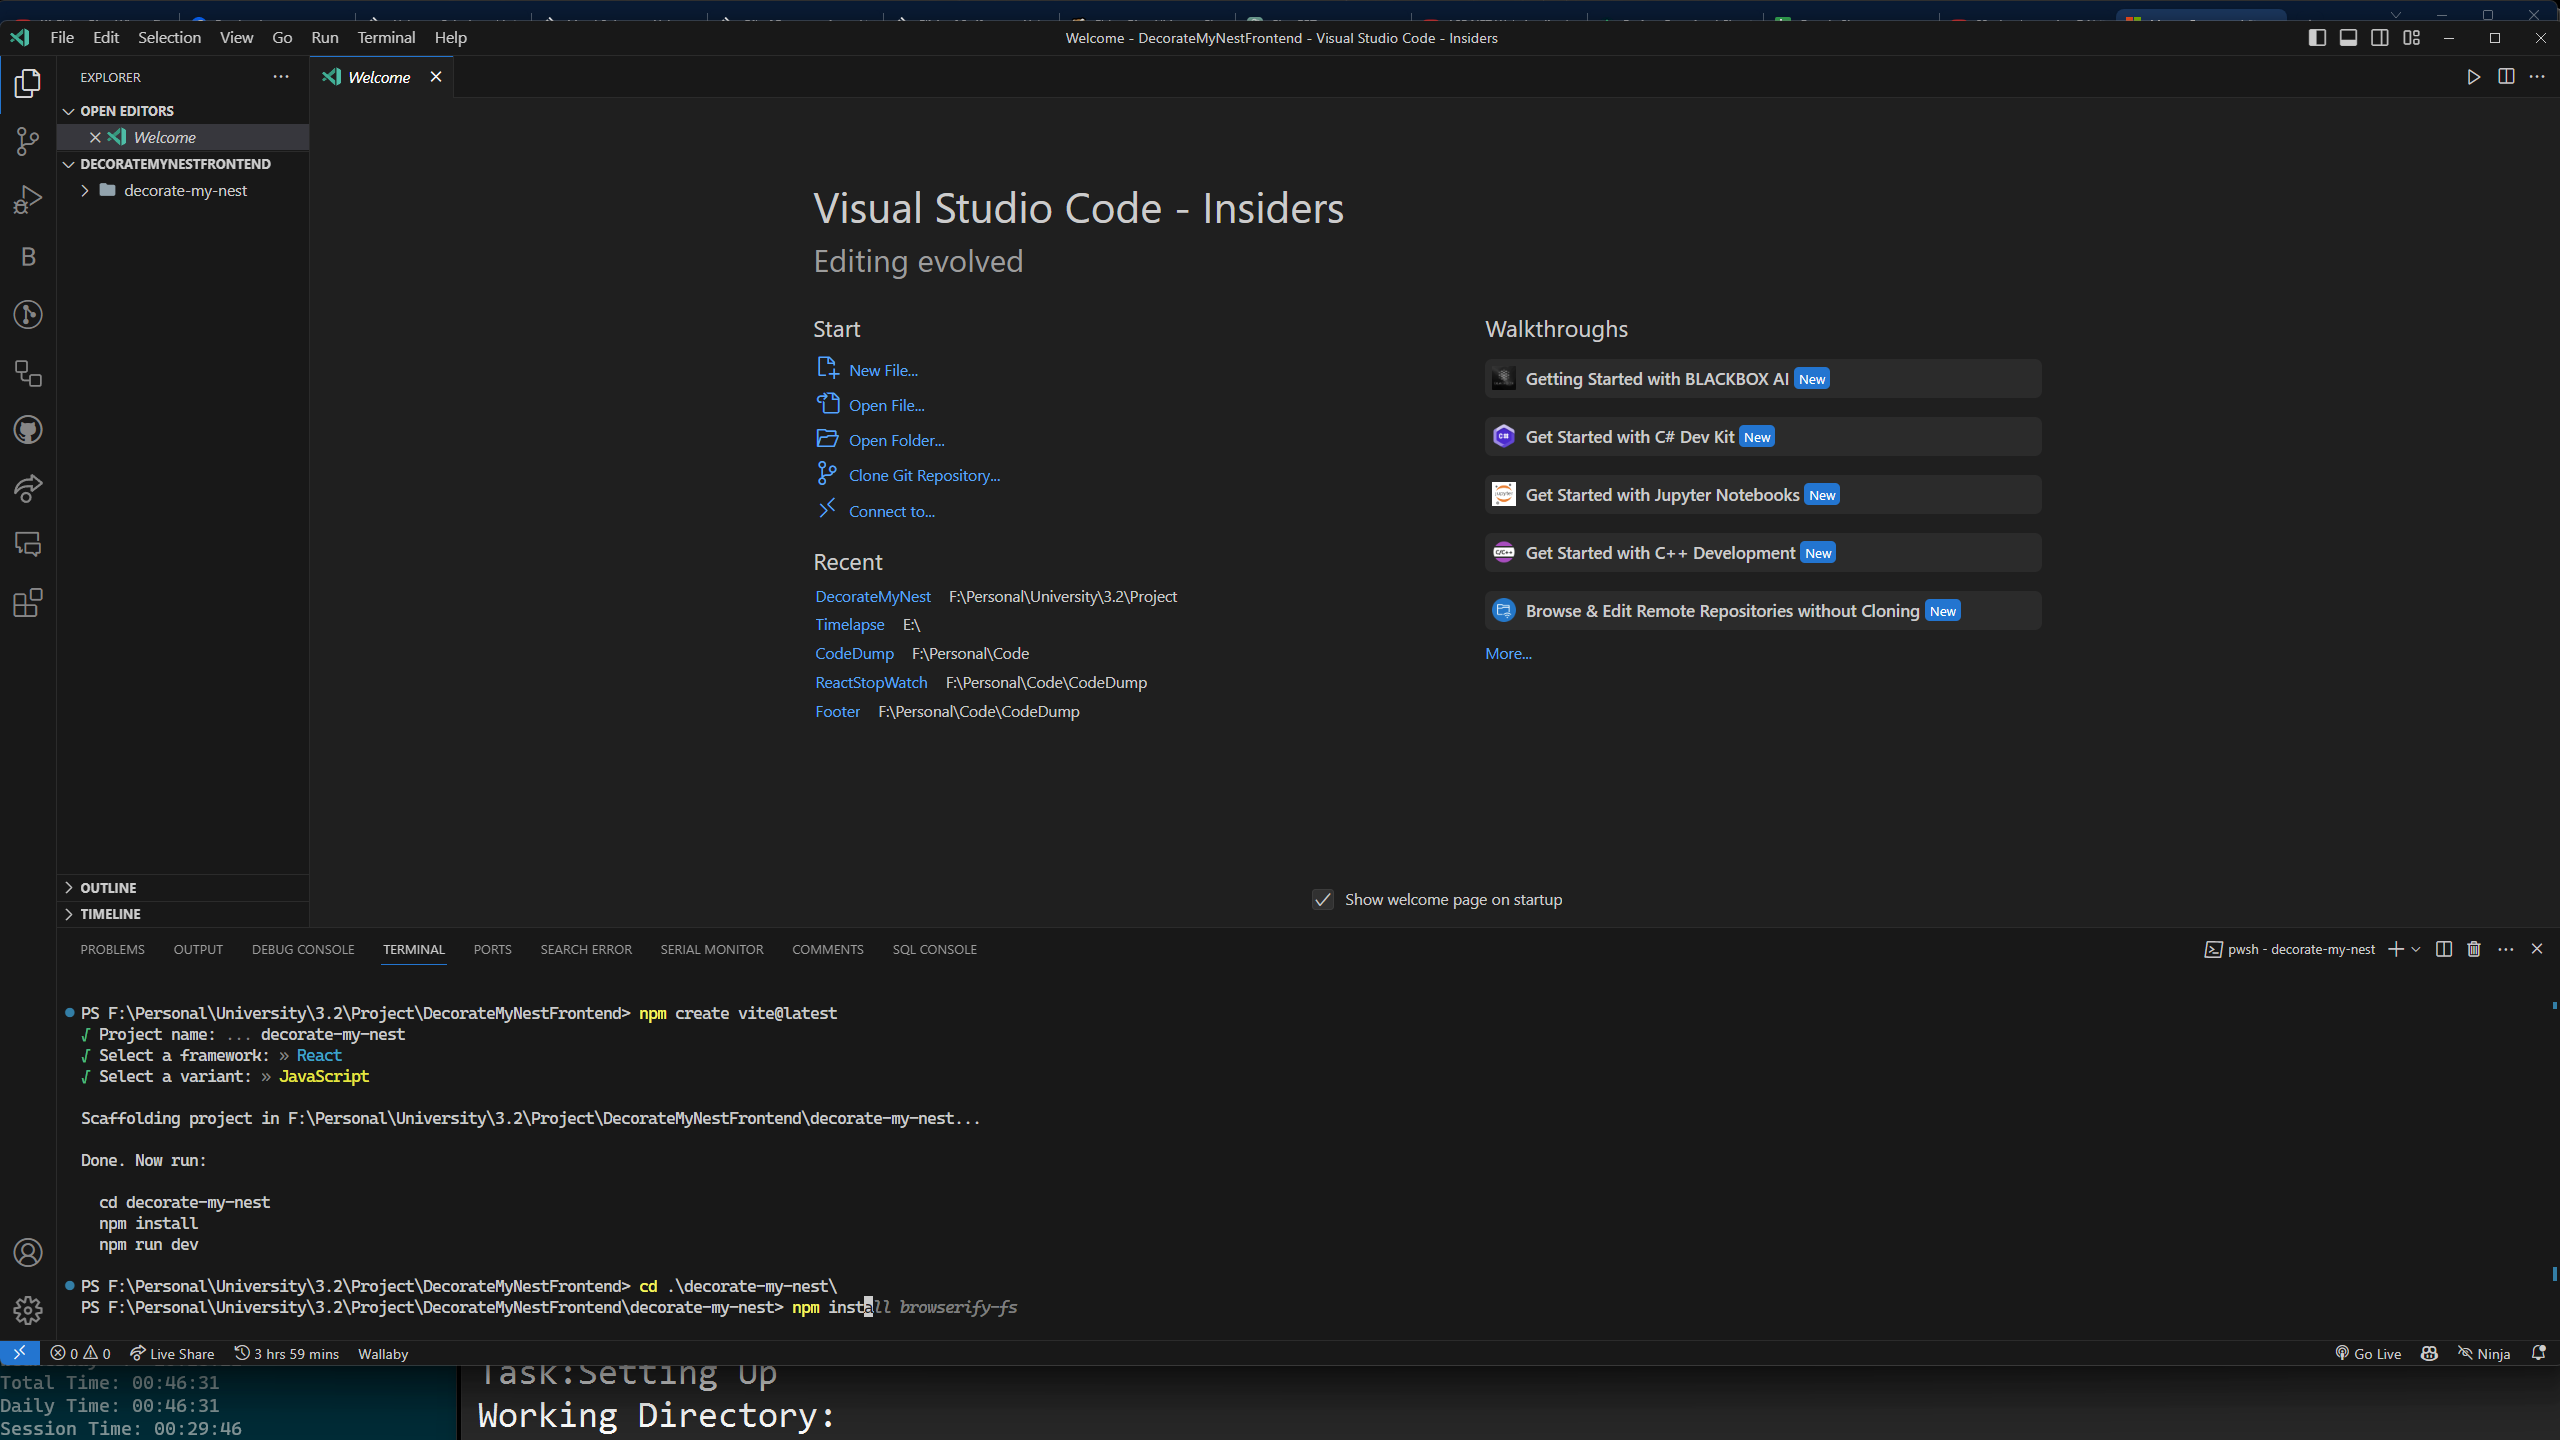 File Edit Selection View Go Run Terminal Help
Welcome - DecorateMyNestFrontend - Visual Studio Code - Insiders
EXPLORER
Welcome
OPEN EDITORS
Welcome
DECORATEMYNESTFRONTEND
decorate-my-nest
B
Visual Studio Code - Insiders
Editing evolved
Start
New File...
Open File...
Open Folder...
Clone Git Repository...
Connect to...
Recent
DecorateMyNest F:\Personal\University\3.2\Project
Timelapse E:\
CodeDump F:\Personal\Code
ReactStopWatch F:\Personal\Code\CodeDump
Footer F:\Personal\Code\CodeDump
Walkthroughs
Getting Started with BLACKBOX AI New
Get Started with C# Dev Kit New
Get Started with Jupyter Notebooks New
Get Started with C++ Development New
Browse & Edit Remote Repositories without Cloning New
More...
Show welcome page on startup
OUTLINE
TIMELINE
PROBLEMS OUTPUT DEBUG CONSOLE TERMINAL PORTS SEARCH ERROR SERIAL MONITOR COMMENTS SQL CONSOLE
pwsh - decorate-my-nest
PS F:\Personal\University\3.2\Project\DecorateMyNestFrontend> npm create vite@latest
√ Project name: ... decorate-my-nest
√ Select a framework: » React
√ Select a variant: » JavaScript
Scaffolding project in F:\Personal\University\3.2\Project\DecorateMyNestFrontend\decorate-my-nest...
Done. Now run:
cd decorate-my-nest
npm install
npm run dev
PS F:\Personal\University\3.2\Project\DecorateMyNestFrontend> cd .\decorate-my-nest\
PS F:\Personal\University\3.2\Project\DecorateMyNestFrontend\decorate-my-nest> npm install browserify-fs
0 0 Live Share 3 hrs 59 mins Wallaby
Go Live Ninja
Total Time: 00:46:31
Daily Time: 00:46:31
Session Time: 00:29:46
Task:Setting Up
Working Directory: